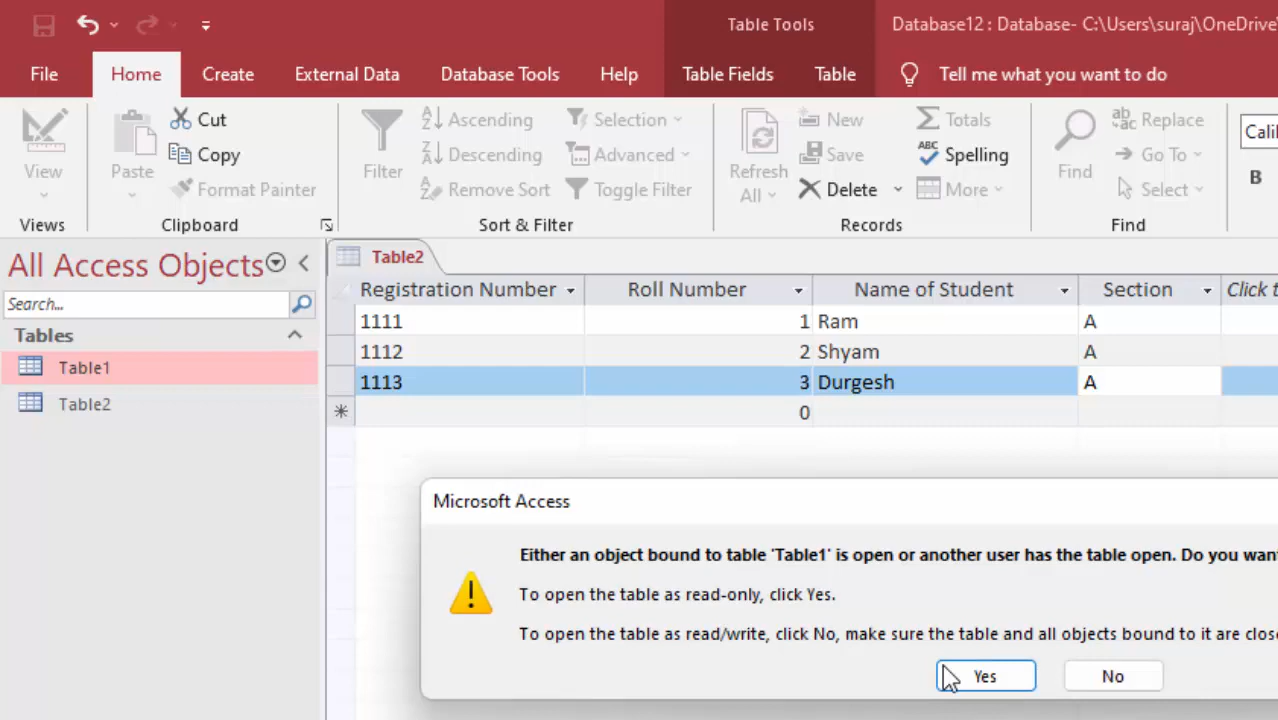 Table Tools
Database12 : Database- C:\Users\suraj\OneDrive\
File Home Create External Data Database Tools Help Table Fields Table Tell me what you want to do
View Paste Cut Copy Format Painter
Filter Ascending Descending Remove Sort Selection Advanced Toggle Filter
Refresh All New Save Delete Totals Spelling More
Find Replace Go To Select
B
Views Clipboard Sort & Filter Records Find
All Access Objects
Search...
Tables
Table1
Table2
Table2
Registration Number Roll Number Name of Student Section
1111 1 Ram A
1112 2 Shyam A
1113 3 Durgesh A
* 0
Microsoft Access
Either an object bound to table 'Table1' is open or another user has the table open. Do you
To open the table as read-only, click Yes.
To open the table as read/write, click No, make sure the table and all objects bound to it are
Yes No